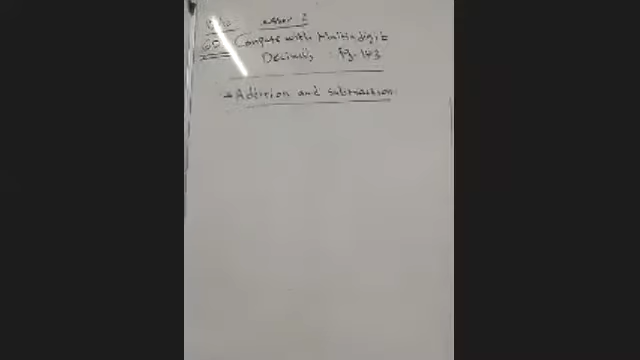 Lesson 1
Compute with Multi-digit
Decimals, Pg. 143
→ Addition and subtraction.